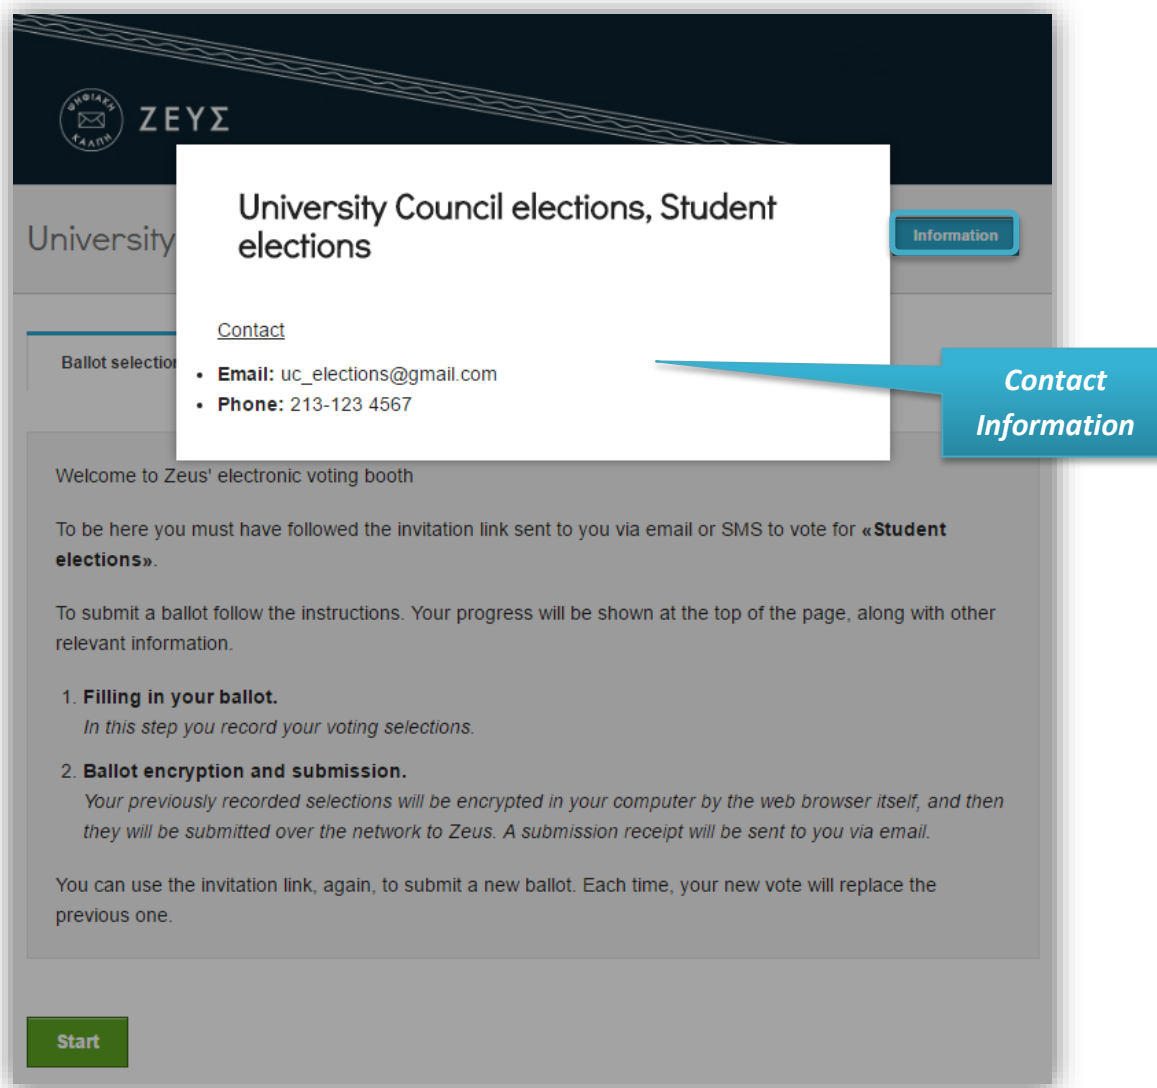 ΨΗΦΙΑΚΗ
ΚΑΛΠΗ
ΖΕΥΣ
University Council elections, Student
elections
University
Information
Contact
Ballot selection
• Email: uc_elections@gmail.com
• Phone: 213-123 4567
Contact
Information
Welcome to Zeus' electronic voting booth
To be here you must have followed the invitation link sent to you via email or SMS to vote for «Student
elections».
To submit a ballot follow the instructions. Your progress will be shown at the top of the page, along with other
relevant information.
1. Filling in your ballot.
In this step you record your voting selections.
2. Ballot encryption and submission.
Your previously recorded selections will be encrypted in your computer by the web browser itself, and then
they will be submitted over the network to Zeus. A submission receipt will be sent to you via email.
You can use the invitation link, again, to submit a new ballot. Each time, your new vote will replace the
previous one.
Start